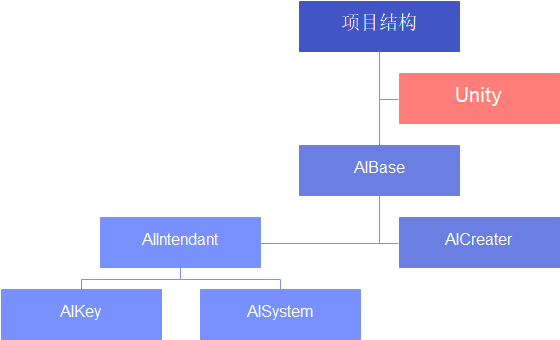 项目结构
Unity
AIBase
AIIntendant
AICreater
AIKey
AISystem